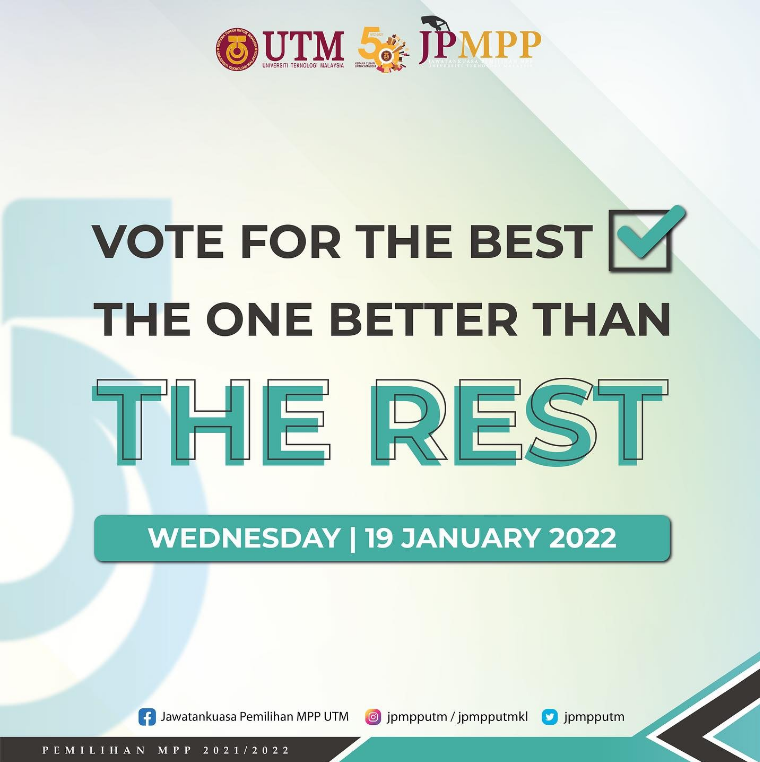 UTM
UNIVERSITI TEKNOLOGI MALAYSIA
50
JPMPP
VOTE FOR THE BEST
THE ONE BETTER THAN
THE REST
WEDNESDAY | 19 JANUARY 2022
Jawatankuasa Pemilihan MPP UTM jpmpputm / jpmpputmkl jpmpputm
PEMILIHAN MPP 2021/2022